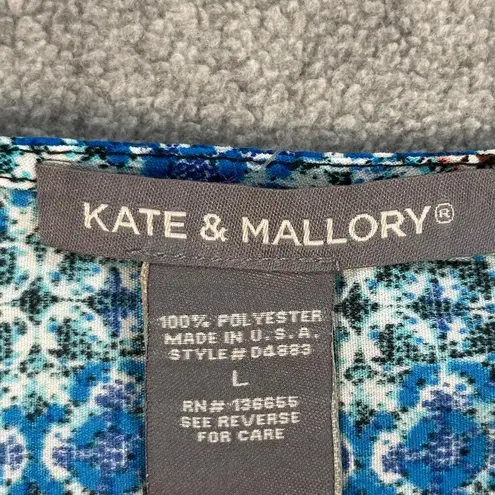 KATE & MALLORY®
100% POLYESTER
MADE IN U.S.A.
STYLE# D4883
L
RN# 136655
SEE REVERSE
FOR CARE